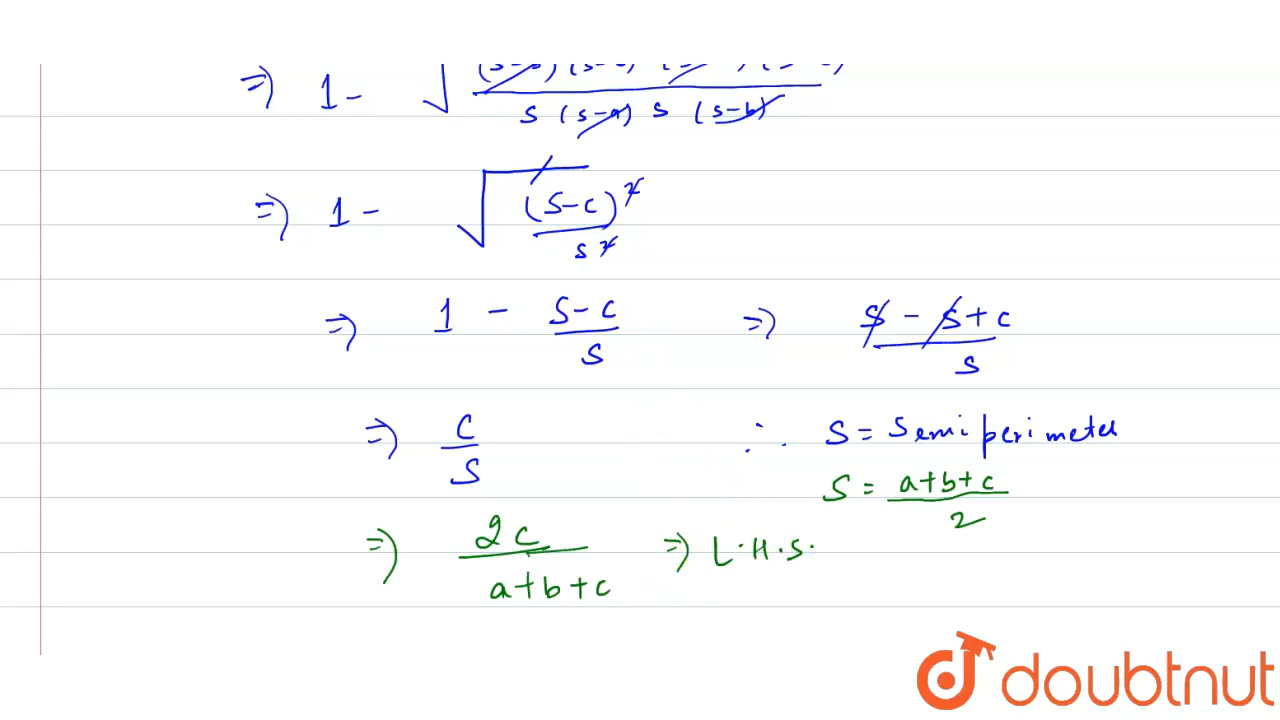 ⇒ 1 - √
s (s-a) s (s-b)
⇒ 1 - √((s-c)²/s²)
⇒ 1 - (s-c)/s ⇒ (s - s + c)/s
⇒ c/s ∴ s = semi perimeter
s = (a+b+c)/2
⇒ 2c/(a+b+c) ⇒ L.H.S.
doubtnut